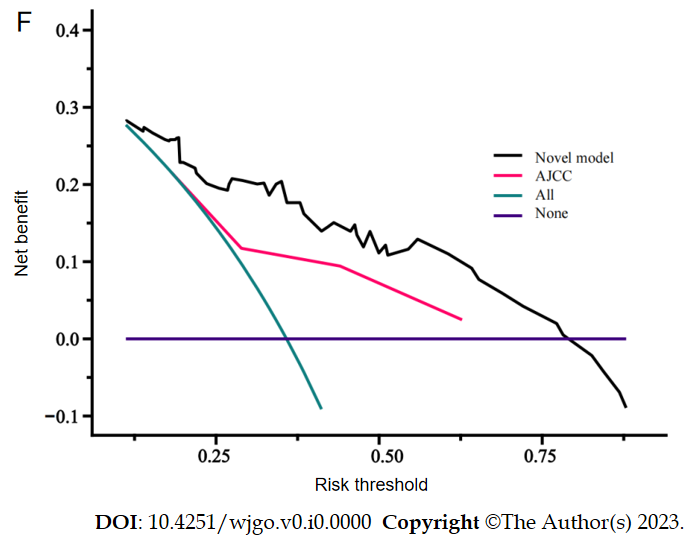 F
0.4
0.3
0.2
0.1
0.0
−0.1
Net benefit
Novel model
AJCC
All
None
0.25
0.50
0.75
Risk threshold
DOI: 10.4251/wjgo.v0.i0.0000 Copyright ©The Author(s) 2023.